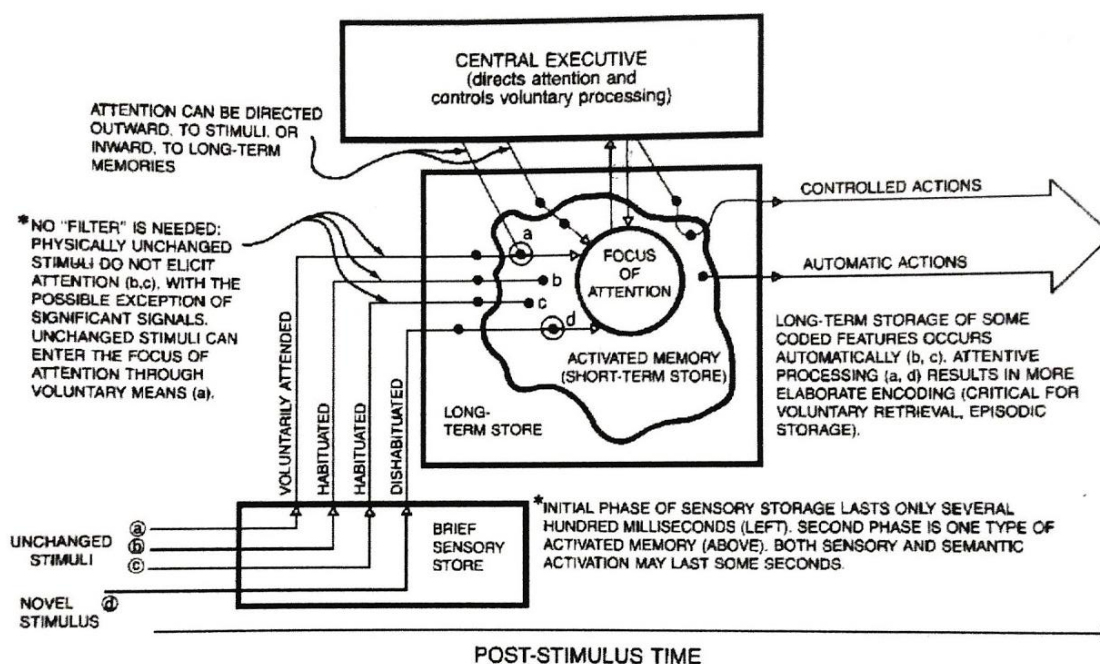 CENTRAL EXECUTIVE
(directs attention and
controls voluntary processing)
ATTENTION CAN BE DIRECTED
OUTWARD, TO STIMULI, OR
INWARD, TO LONG-TERM
MEMORIES
CONTROLLED ACTIONS
*NO "FILTER" IS NEEDED:
PHYSICALLY UNCHANGED
STIMULI DO NOT ELICIT
ATTENTION (b,c), WITH THE
POSSIBLE EXCEPTION OF
SIGNIFICANT SIGNALS.
UNCHANGED STIMULI CAN
ENTER THE FOCUS OF
ATTENTION THROUGH
VOLUNTARY MEANS (a).
a
b
c
d
FOCUS
OF
ATTENTION
AUTOMATIC ACTIONS
ACTIVATED MEMORY
(SHORT-TERM STORE)
LONG-
TERM STORE
LONG-TERM STORAGE OF SOME
CODED FEATURES OCCURS
AUTOMATICALLY (b, c). ATTENTIVE
PROCESSING (a, d) RESULTS IN MORE
ELABORATE ENCODING (CRITICAL FOR
VOLUNTARY RETRIEVAL, EPISODIC
STORAGE).
VOLUNTARILY ATTENDED
HABITUATED
HABITUATED
DISHABITUATED
UNCHANGED
STIMULI
a
b
c
NOVEL
STIMULUS
d
BRIEF
SENSORY
STORE
*INITIAL PHASE OF SENSORY STORAGE LASTS ONLY SEVERAL
HUNDRED MILLISECONDS (LEFT). SECOND PHASE IS ONE TYPE OF
ACTIVATED MEMORY (ABOVE). BOTH SENSORY AND SEMANTIC
ACTIVATION MAY LAST SOME SECONDS.
POST-STIMULUS TIME